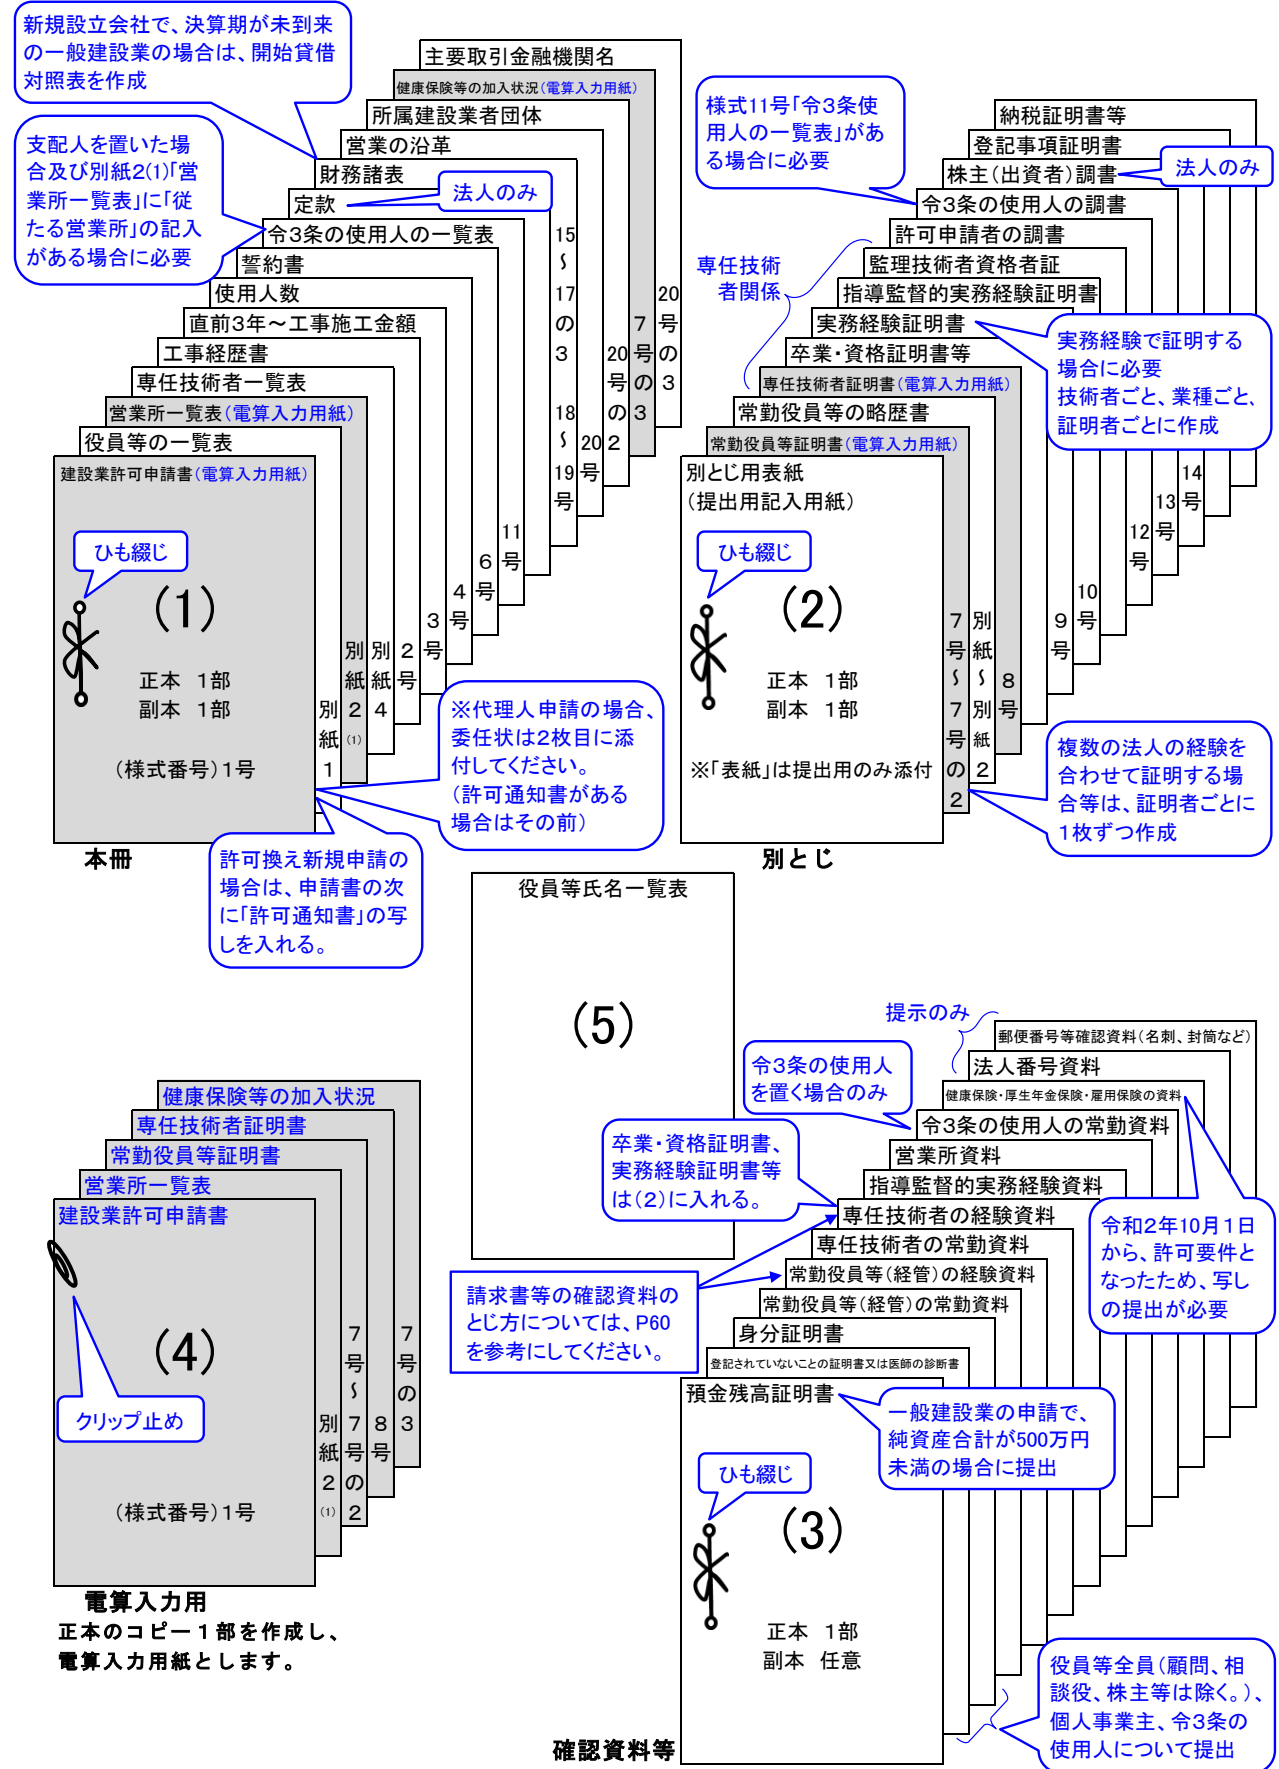 新規設立会社で、決算期が未到来
の一般建設業の場合は、開始貸借
対照表を作成
支配人を置いた場
合及び別紙2(1)「営
業所一覧表」に「従
たる営業所」の記入
がある場合に必要
主要取引金融機関名
健康保険等の加入状況(電算入力用紙)
所属建設業者団体
営業の沿革
財務諸表
定款
法人のみ
令3条の使用人の一覧表
誓約書
使用人数
直前3年～工事施工金額
工事経歴書
専任技術者一覧表
営業所一覧表(電算入力用紙)
役員等の一覧表
建設業許可申請書(電算入力用紙)
ひも綴じ
(1)
正本 1部
副本 1部
(様式番号)1号
別紙1
別紙2(1)
別紙4
2号
3号
4号
6号
11号
15～17の3 18～19号
20号
20号の2
7号の3
20号の3
※代理人申請の場合、
委任状は2枚目に添
付してください。
(許可通知書がある
場合はその前)
本冊
許可換え新規申請の
場合は、申請書の次
に「許可通知書」の写
しを入れる。
様式11号「令3条使
用人の一覧表」があ
る場合に必要
納税証明書等
登記事項証明書
株主(出資者)調書
法人のみ
令3条の使用人の調書
許可申請者の調書
専任技術
者関係
監理技術者資格者証
指導監督的実務経験証明書
実務経験証明書
卒業・資格証明書等
専任技術者証明書(電算入力用紙)
常勤役員等の略歴書
常勤役員等証明書(電算入力用紙)
別とじ用表紙
(提出用記入用紙)
実務経験で証明する
場合に必要
技術者ごと、業種ごと、
証明者ごとに作成
ひも綴じ
(2)
正本 1部
副本 1部
※「表紙」は提出用のみ添付
7号～7号の2
別紙～別紙2
8号
9号
10号
12号
13号
14号
複数の法人の経験を
合わせて証明する場
合等は、証明者ごとに
1枚ずつ作成
別とじ
役員等氏名一覧表
(5)
健康保険等の加入状況
専任技術者証明書
常勤役員等証明書
営業所一覧表
建設業許可申請書
(4)
クリップ止め
(様式番号)1号
別紙2(1)
7号～7号の2
8号
7号の3
電算入力用
正本のコピー1部を作成し、
電算入力用紙とします。
提示のみ
郵便番号等確認資料(名刺、封筒など)
法人番号資料
健康保険・厚生年金保険・雇用保険の資料
令3条の使用人
を置く場合のみ
令3条の使用人の常勤資料
営業所資料
指導監督的実務経験資料
専任技術者の経験資料
専任技術者の常勤資料
常勤役員等(経管)の経験資料
常勤役員等(経管)の常勤資料
身分証明書
登記されていないことの証明書又は医師の診断書
預金残高証明書
卒業・資格証明書、
実務経験証明書等
は(2)に入れる。
請求書等の確認資料の
とじ方については、P60
を参考にしてください。
令和2年10月1日
から、許可要件と
なったため、写し
の提出が必要
一般建設業の申請で、
純資産合計が500万円
未満の場合に提出
ひも綴じ
(3)
正本 1部
副本 任意
役員等全員(顧問、相
談役、株主等は除く。)、
個人事業主、令3条の
使用人について提出
確認資料等